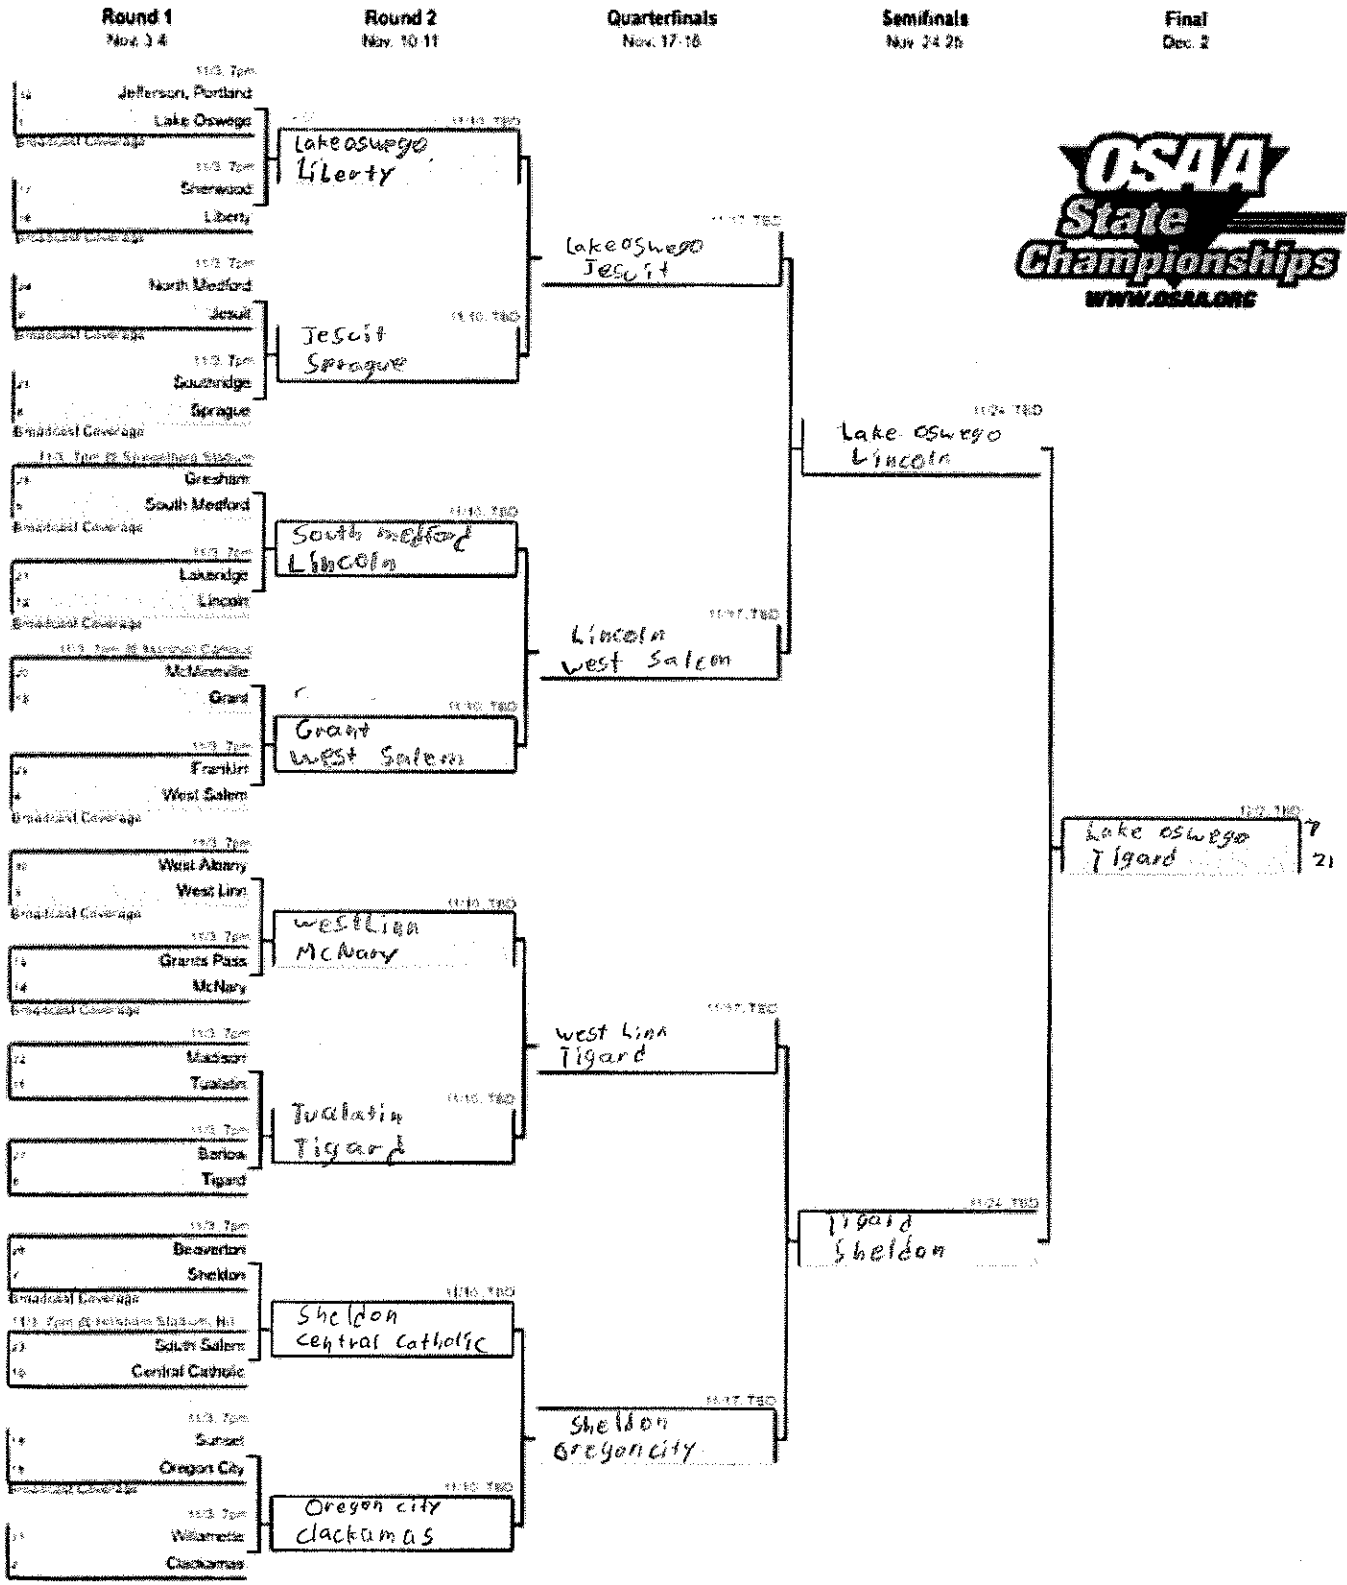 Round 1
Round 2
Quarterfinals
Semifinals
Final
Nov. 3-4
Nov. 10-11
Nov. 17-18
Nov. 24-25
Dec. 2
11/3, 7pm
Jefferson, Portland
Lake Oswego
Broadcast Coverage
11/3, 7pm
Sherwood
Liberty
Broadcast Coverage
11/3, 7pm
North Medford
Jesuit
Broadcast Coverage
11/3, 7pm
Southridge
Sprague
Broadcast Coverage
Gresham
South Medford
Broadcast Coverage
11/3, 7pm
Lakeridge
Lincoln
Broadcast Coverage
McMinnville
Grant
11/3, 7pm
Franklin
West Salem
Broadcast Coverage
11/3, 7pm
West Albany
West Linn
Broadcast Coverage
11/3, 7pm
Grants Pass
McNary
Broadcast Coverage
11/3, 7pm
Madison
Tualatin
11/3, 7pm
Barlow
Tigard
11/3, 7pm
Beaverton
Sheldon
Broadcast Coverage
South Salem
Central Catholic
11/3, 7pm
Sunset
Oregon City
Broadcast Coverage
11/3, 7pm
Willamette
Clackamas
11/10, TBD
Lake oswego
Liberty
11/10, TBD
Jesuit
Sprague
11/10, TBD
South medford
Lincoln
11/10, TBD
Grant
West Salem
11/10, TBD
west Linn
McNary
11/10, TBD
Tualatin
Tigard
11/10, TBD
Sheldon
central catholic
11/10, TBD
Oregon city
clackamas
11/17, TBD
Lake oswego
Jesuit
11/17, TBD
Lincoln
west Salem
11/17, TBD
west Linn
Tigard
11/17, TBD
Sheldon
Oregon city
11/24, TBD
Lake oswego
Lincoln
11/24, TBD
Tigard
Sheldon
12/2, TBD
Lake oswego 7
Tigard 21
OSAA
State
Championships
WWW.OSAA.ORG